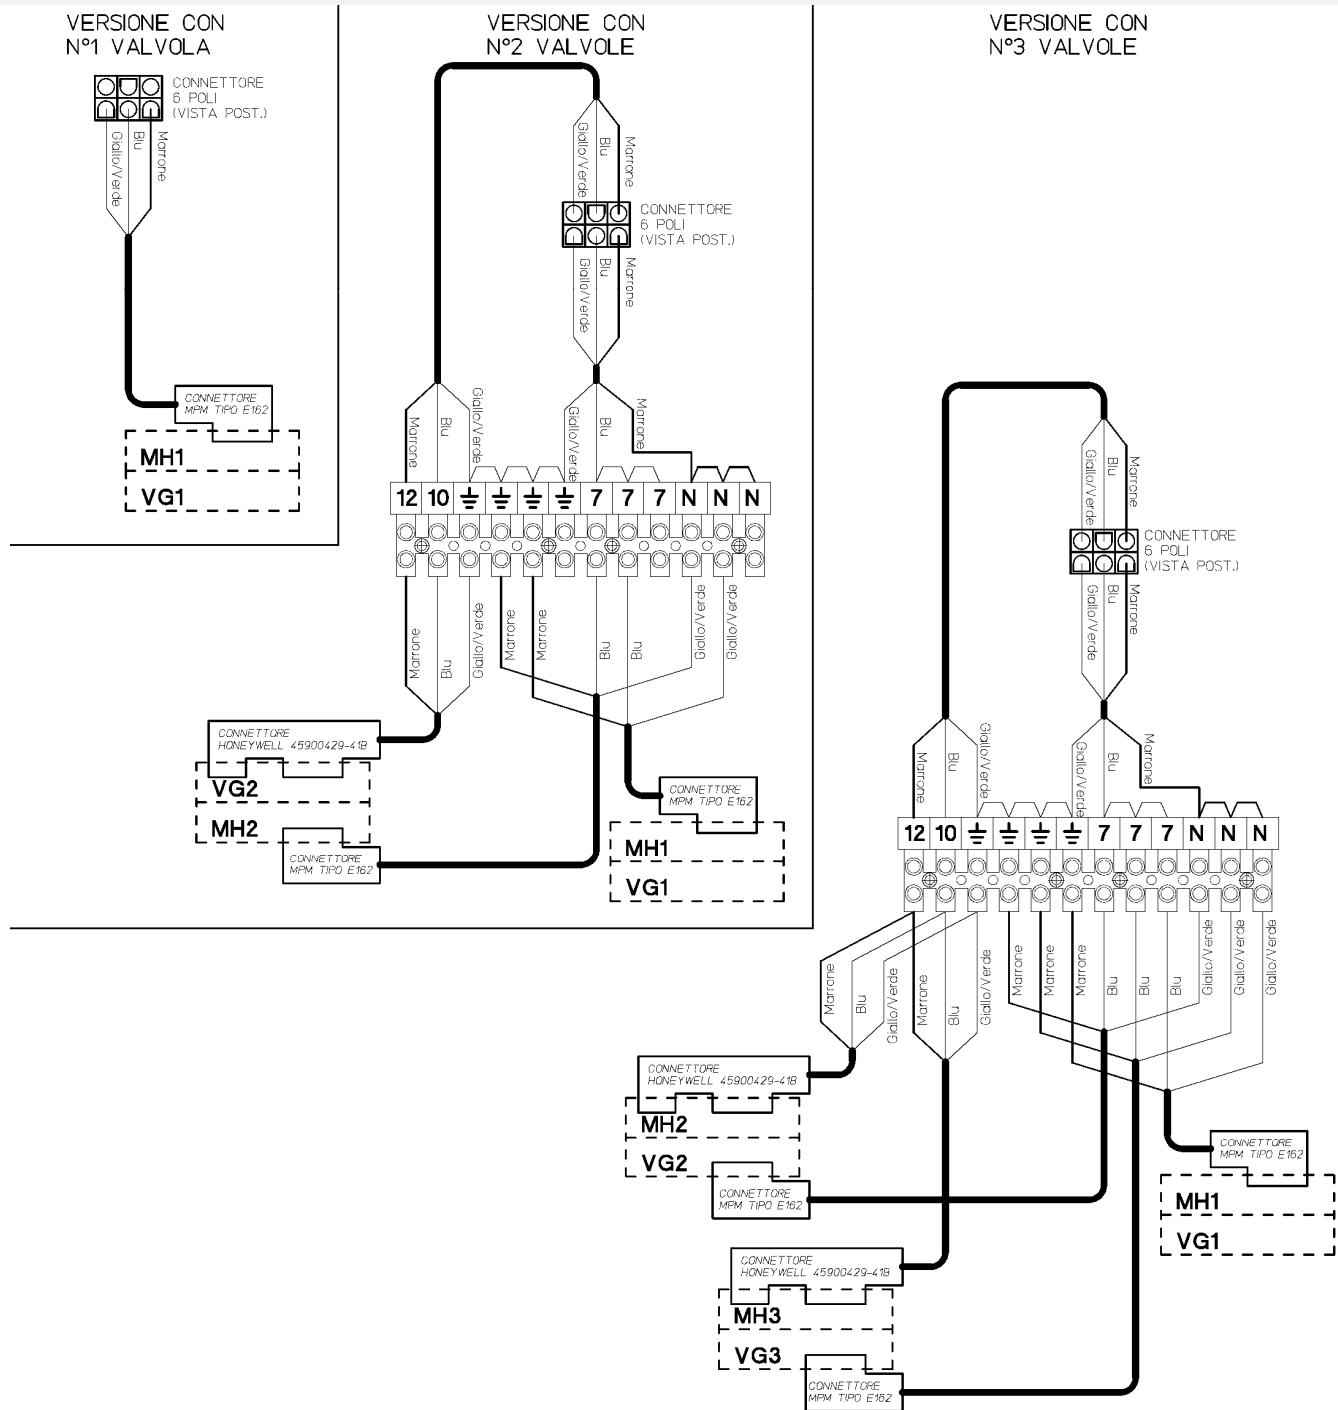 VERSIONE CON
N°1 VALVOLA
CONNETTORE
6 POLI
(VISTA POST.)
Giallo/Verde
Blu
Marrone
CONNETTORE
MPM TIPO E162
MH1
VG1
VERSIONE CON
N°2 VALVOLE
Giallo/Verde
Blu
Marrone
CONNETTORE
6 POLI
(VISTA POST.)
Giallo/Verde
Blu
Marrone
Marrone
Blu
Giallo/Verde
Giallo/Verde
Blu
Marrone
12 10 7 7 7 N N N
Marrone
Blu
Giallo/Verde
Marrone
Marrone
Blu
Blu
Giallo/Verde
Giallo/Verde
CONNETTORE
HONEYWELL 45900429-41B
VG2
MH2
CONNETTORE
MPM TIPO E162
CONNETTORE
MPM TIPO E162
MH1
VG1
VERSIONE CON
N°3 VALVOLE
Giallo/Verde
Blu
Marrone
CONNETTORE
6 POLI
(VISTA POST.)
Giallo/Verde
Blu
Marrone
Marrone
Blu
Giallo/Verde
Giallo/Verde
Blu
Marrone
12 10 7 7 7 N N N
Marrone
Blu
Giallo/Verde
Marrone
Blu
Giallo/Verde
Marrone
Marrone
Marrone
Blu
Blu
Blu
Giallo/Verde
Giallo/Verde
Giallo/Verde
CONNETTORE
HONEYWELL 45900429-41B
MH2
VG2
CONNETTORE
MPM TIPO E162
CONNETTORE
MPM TIPO E162
MH1
VG1
CONNETTORE
HONEYWELL 45900429-41B
MH3
VG3
CONNETTORE
MPM TIPO E162